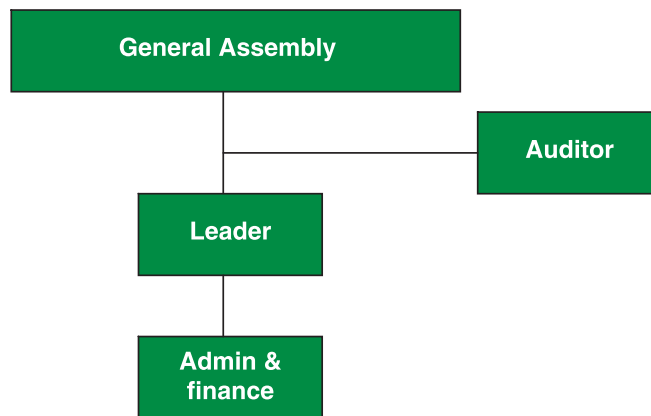 General Assembly
Auditor
Leader
Admin &
finance